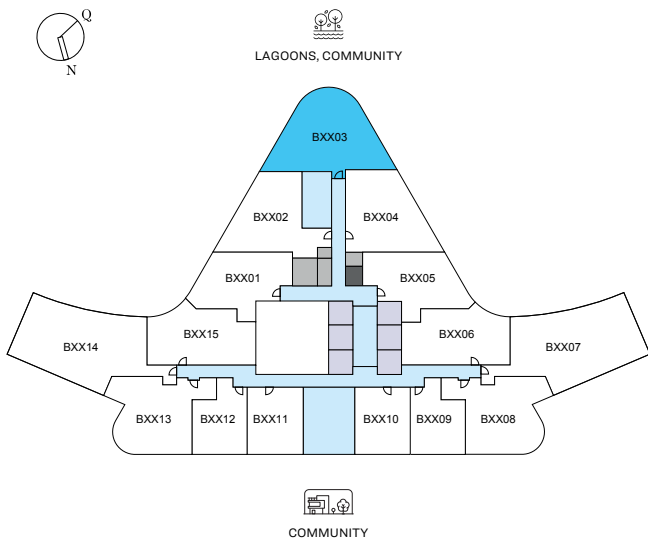 Q
N
LAGOONS, COMMUNITY
BXX03
BXX02
BXX04
BXX01
BXX05
BXX15
BXX06
BXX14
BXX07
BXX13
BXX12
BXX11
BXX10
BXX09
BXX08
COMMUNITY